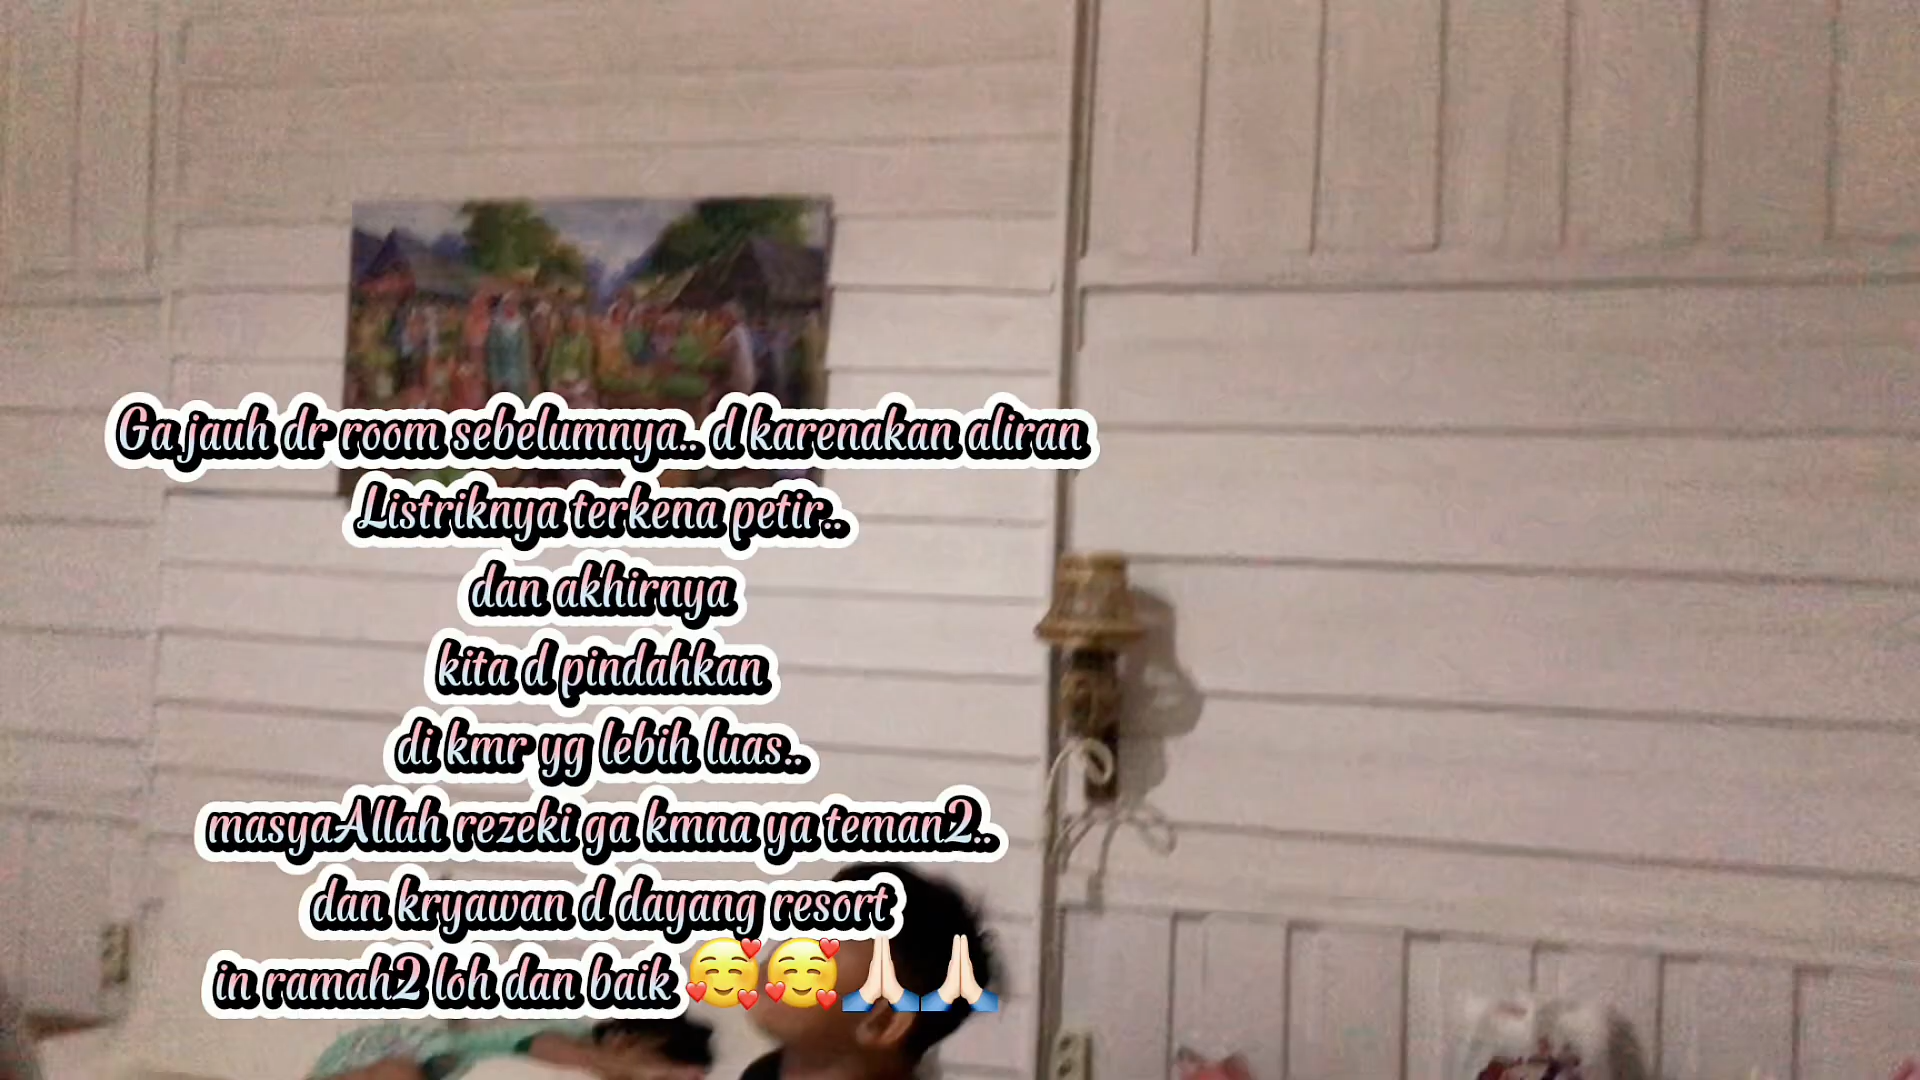 Ga jauh dr room sebelumnya.. d karenakan aliran
Listriknya terkena petir..
dan akhirnya
kita d pindahkan
di kmr yg lebih luas..
masyaAllah rezeki ga kmna ya teman2..
dan kryawan d dayang resort
in ramah2 loh dan baik 🥰🥰🙏🏻🙏🏻